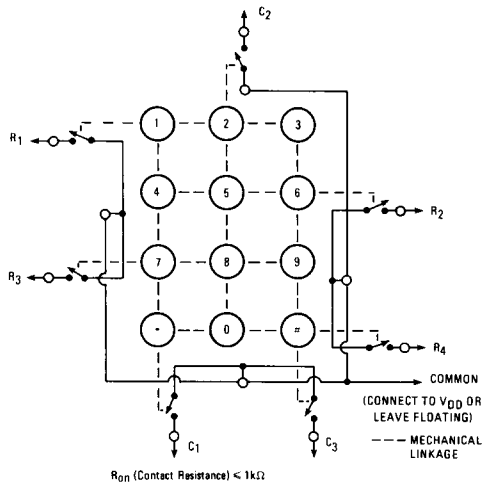 C2
1 2 3
R1
4 5 6
R2
7 8 9
R3
- 0 #
R4
COMMON
(CONNECT TO VDD OR
LEAVE FLOATING)
--- MECHANICAL
LINKAGE
C1 C3
Ron (Contact Resistance) ≤ 1kΩ